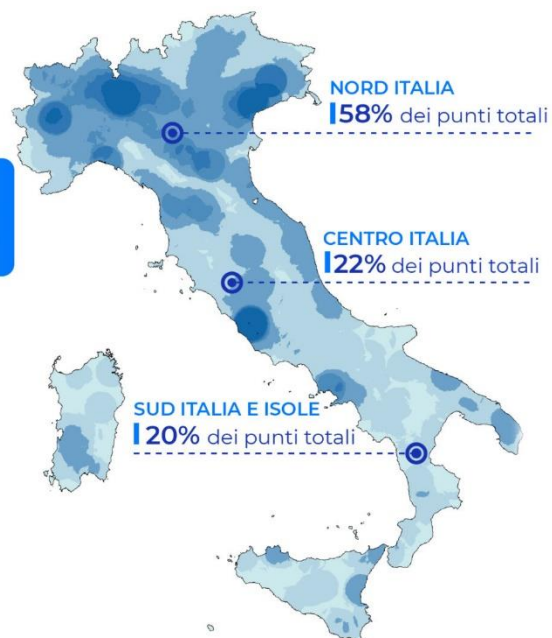 NORD ITALIA
58% dei punti totali
CENTRO ITALIA
22% dei punti totali
SUD ITALIA E ISOLE
20% dei punti totali